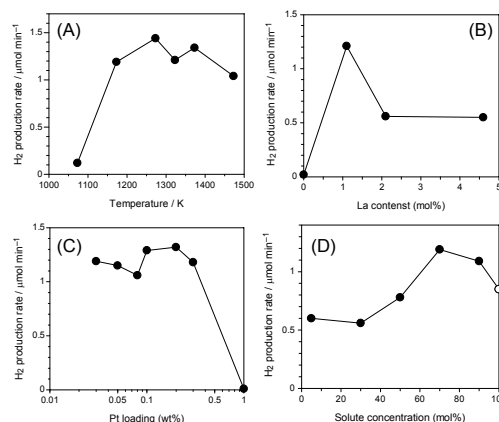 (A)
H2 production rate / μmol min−1
1.5
1
0.5
0
1000 1100 1200 1300 1400 1500
Temperature / K
(B)
H2 production rate / μmol min−1
1.5
1
0.5
0
0 1 2 3 4 5
La contenst (mol%)
(C)
H2 production rate / μmol min−1
1.5
1
0.5
0
0.01 0.05 0.1 0.5 1
Pt loading (wt%)
(D)
H2 production rate / μmol min−1
1.5
1
0.5
0
0 20 40 60 80 100
Solute concentration (mol%)